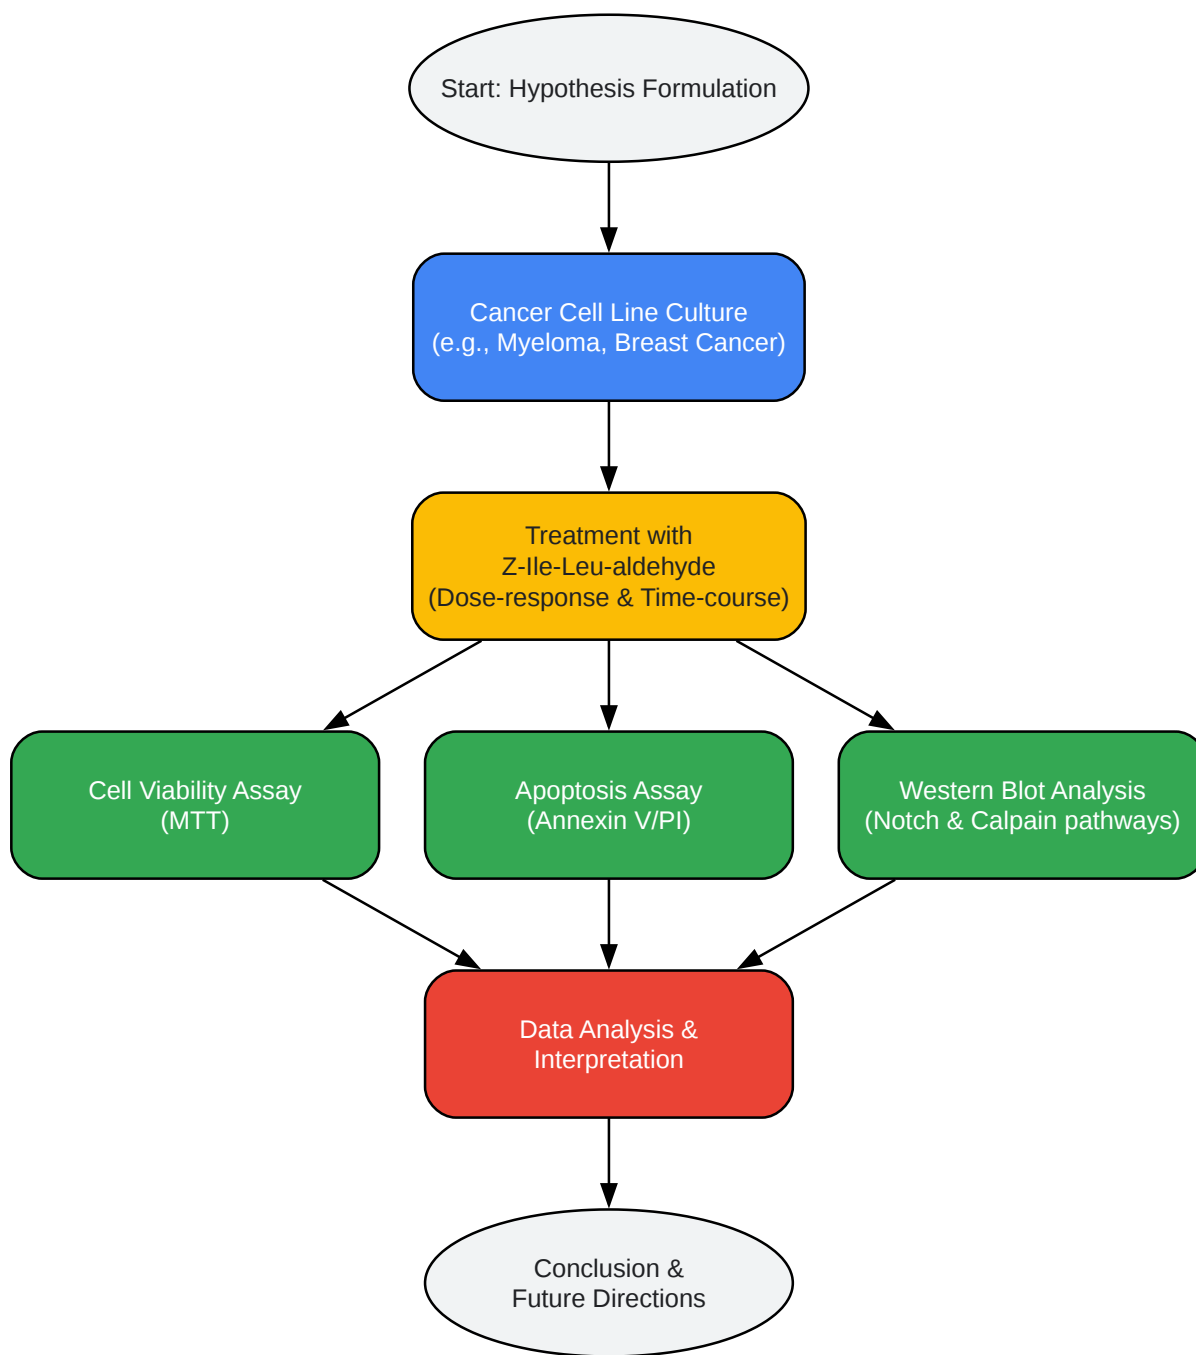 Start: Hypothesis Formulation
Cancer Cell Line Culture
(e.g., Myeloma, Breast Cancer)
Treatment with
Z-Ile-Leu-aldehyde
(Dose-response & Time-course)
Cell Viability Assay
(MTT)
Apoptosis Assay
(Annexin V/PI)
Western Blot Analysis
(Notch & Calpain pathways)
Data Analysis &
Interpretation
Conclusion &
Future Directions